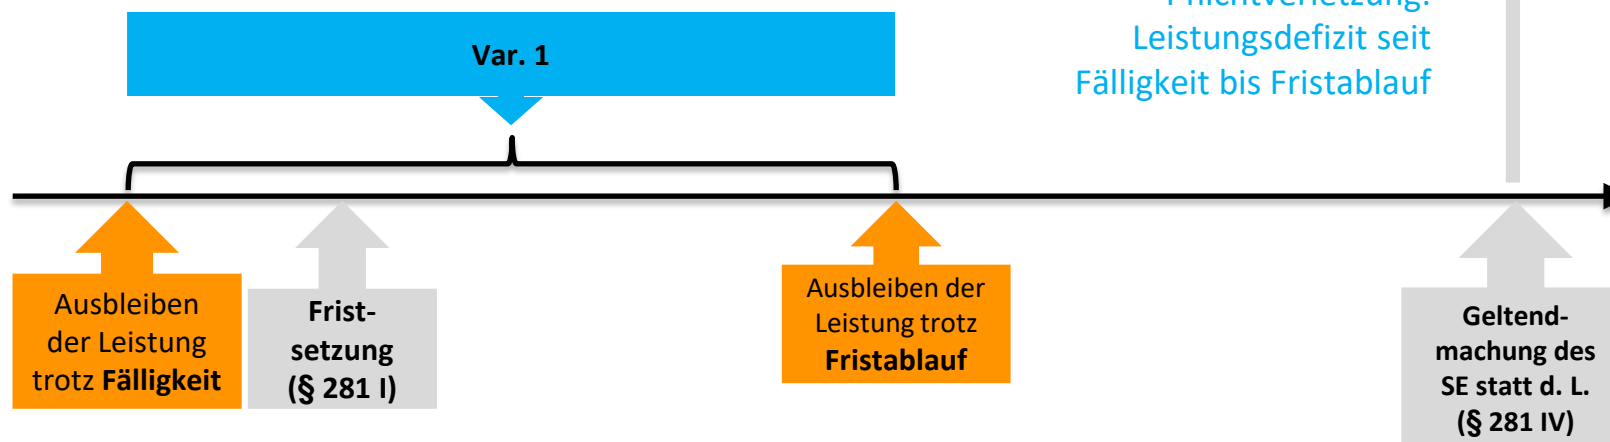 Leistungsdefizit seit
Fälligkeit bis Fristablauf
Var. 1
Ausbleiben
der Leistung
trotz Fälligkeit
Frist-
setzung
(§ 281 I)
Ausbleiben der
Leistung trotz
Fristablauf
Geltend-
machung des
SE statt d. L.
(§ 281 IV)